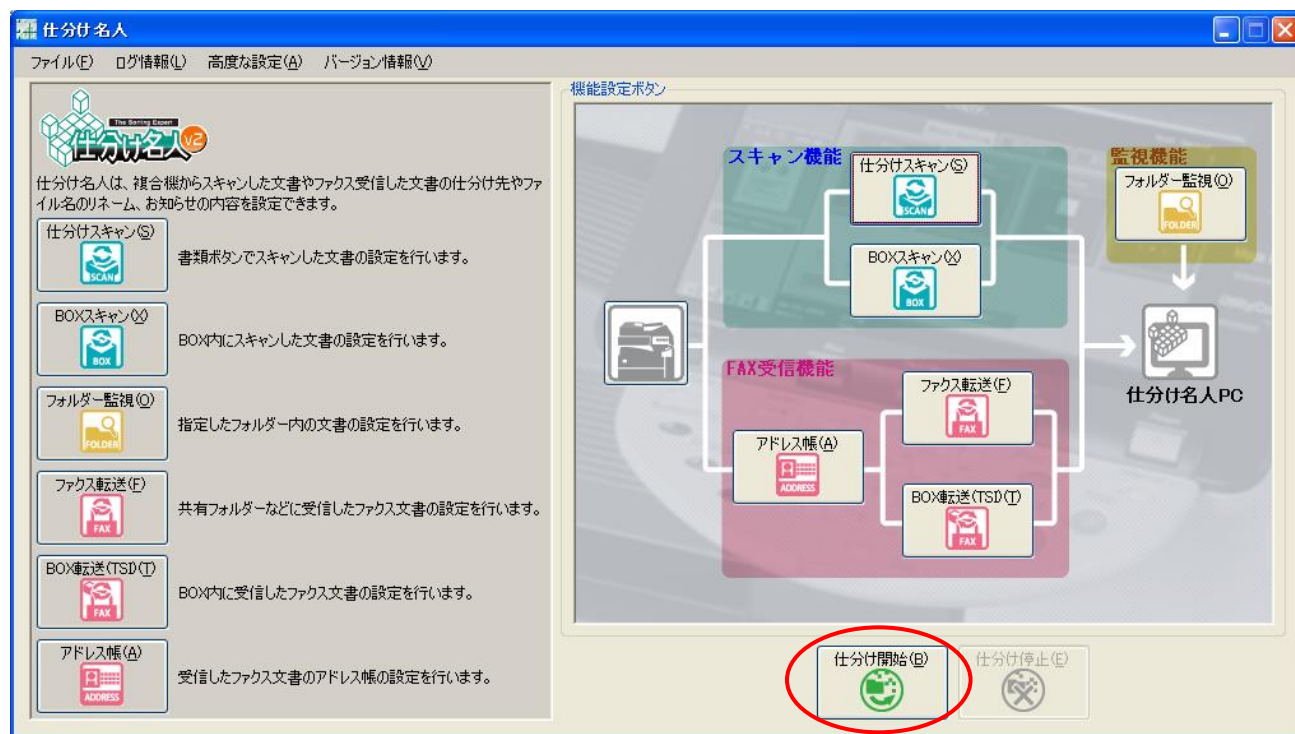 仕分け名人
ファイル(F) ログ情報(L) 高度な設定(A) バージョン情報(V)
The Sorting Expert
仕分け名人 V2
仕分け名人は、複合機からスキャンした文書やファクス受信した文書の仕分け先やファ
イル名のリネーム、お知らせの内容を設定できます。
仕分けスキャン(S)
SCAN
書類ボタンでスキャンした文書の設定を行います。
BOXスキャン(X)
BOX
BOX内にスキャンした文書の設定を行います。
フォルダー監視(O)
FOLDER
指定したフォルダー内の文書の設定を行います。
ファクス転送(F)
FAX
共有フォルダーなどに受信したファクス文書の設定を行います。
BOX転送(TSI)(T)
FAX
BOX内に受信したファクス文書の設定を行います。
アドレス帳(A)
ADDRESS
受信したファクス文書のアドレス帳の設定を行います。
機能設定ボタン
スキャン機能
仕分けスキャン(S)
SCAN
BOXスキャン(X)
BOX
監視機能
フォルダー監視(O)
FOLDER
仕分け名人PC
FAX受信機能
ファクス転送(F)
FAX
アドレス帳(A)
ADDRESS
BOX転送(TSI)(T)
FAX
仕分け開始(B)
仕分け停止(E)